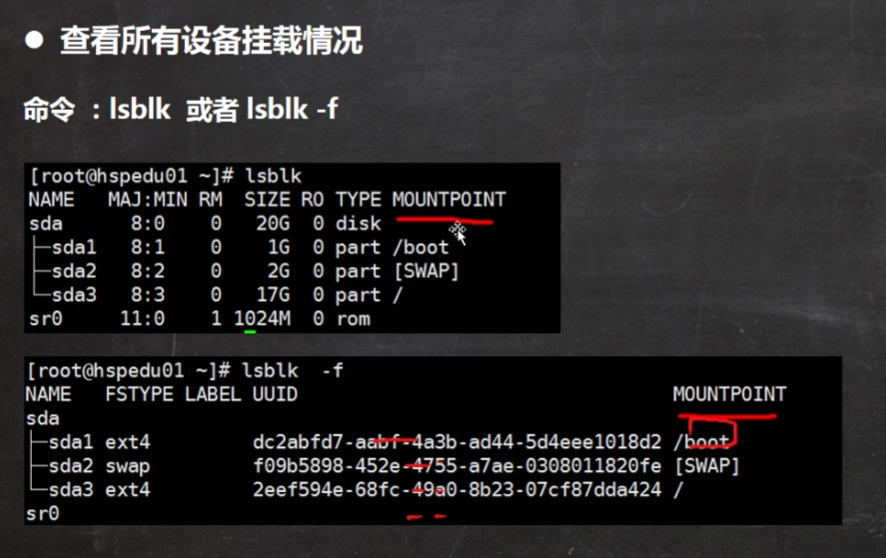 ● 查看所有设备挂载情况
命令 ：lsblk 或者 lsblk -f
[root@hspedu01 ~]# lsblk
NAME   MAJ:MIN RM  SIZE RO TYPE MOUNTPOINT
sda      8:0    0   20G  0 disk
├─sda1   8:1    0    1G  0 part /boot
├─sda2   8:2    0    2G  0 part [SWAP]
└─sda3   8:3    0   17G  0 part /
sr0     11:0    1 1024M  0 rom
[root@hspedu01 ~]# lsblk  -f
NAME   FSTYPE LABEL UUID                                 MOUNTPOINT
sda
├─sda1 ext4         dc2abfd7-aabf-4a3b-ad44-5d4eee1018d2 /boot
├─sda2 swap         f09b5898-452e-4755-a7ae-0308011820fe [SWAP]
└─sda3 ext4         2eef594e-68fc-49a0-8b23-07cf87dda424 /
sr0